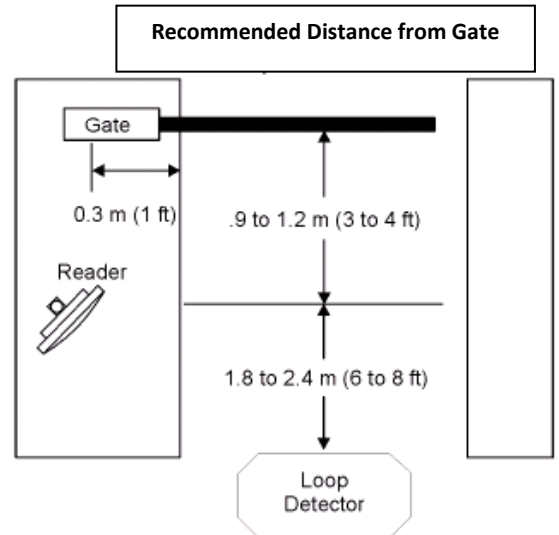 Recommended Distance from Gate
Gate
0.3 m (1 ft)
.9 to 1.2 m (3 to 4 ft)
Reader
1.8 to 2.4 m (6 to 8 ft)
Loop
Detector